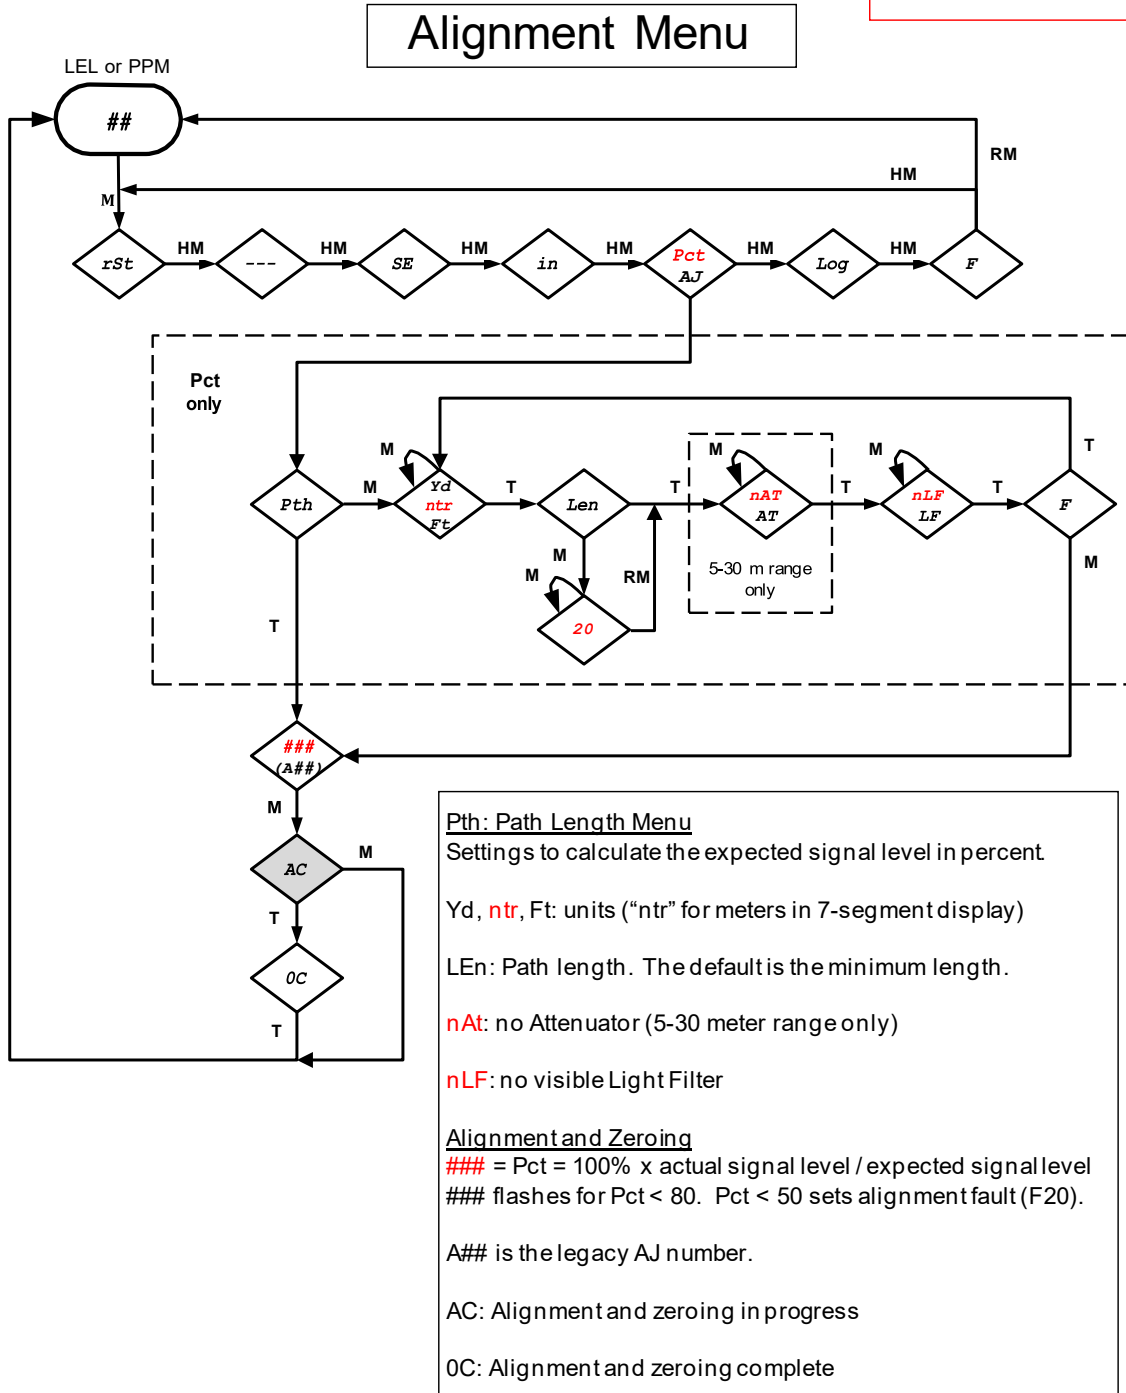 Alignment Menu
LEL or PPM
##
RM
HM
M
rSt
HM
---
HM
SE
HM
in
HM
Pct
AJ
HM
Log
HM
F
Pct
only
M
M
M
T
Pth
M
Yd
ntr
Ft
T
Len
T
nAT
AT
T
nLF
LF
T
F
M
M
RM
5-30 m range
only
M
20
T
###
(A##)
M
AC
M
T
0C
T
Pth: Path Length Menu
Settings to calculate the expected signal level in percent.
Yd, ntr, Ft: units (“ntr” for meters in 7-segment display)
LEn: Path length. The default is the minimum length.
nAt: no Attenuator (5-30 meter range only)
nLF: no visible Light Filter
Alignment and Zeroing
### = Pct = 100% x actual signal level / expected signal level
### flashes for Pct < 80. Pct < 50 sets alignment fault (F20).
A## is the legacy AJ number.
AC: Alignment and zeroing in progress
0C: Alignment and zeroing complete